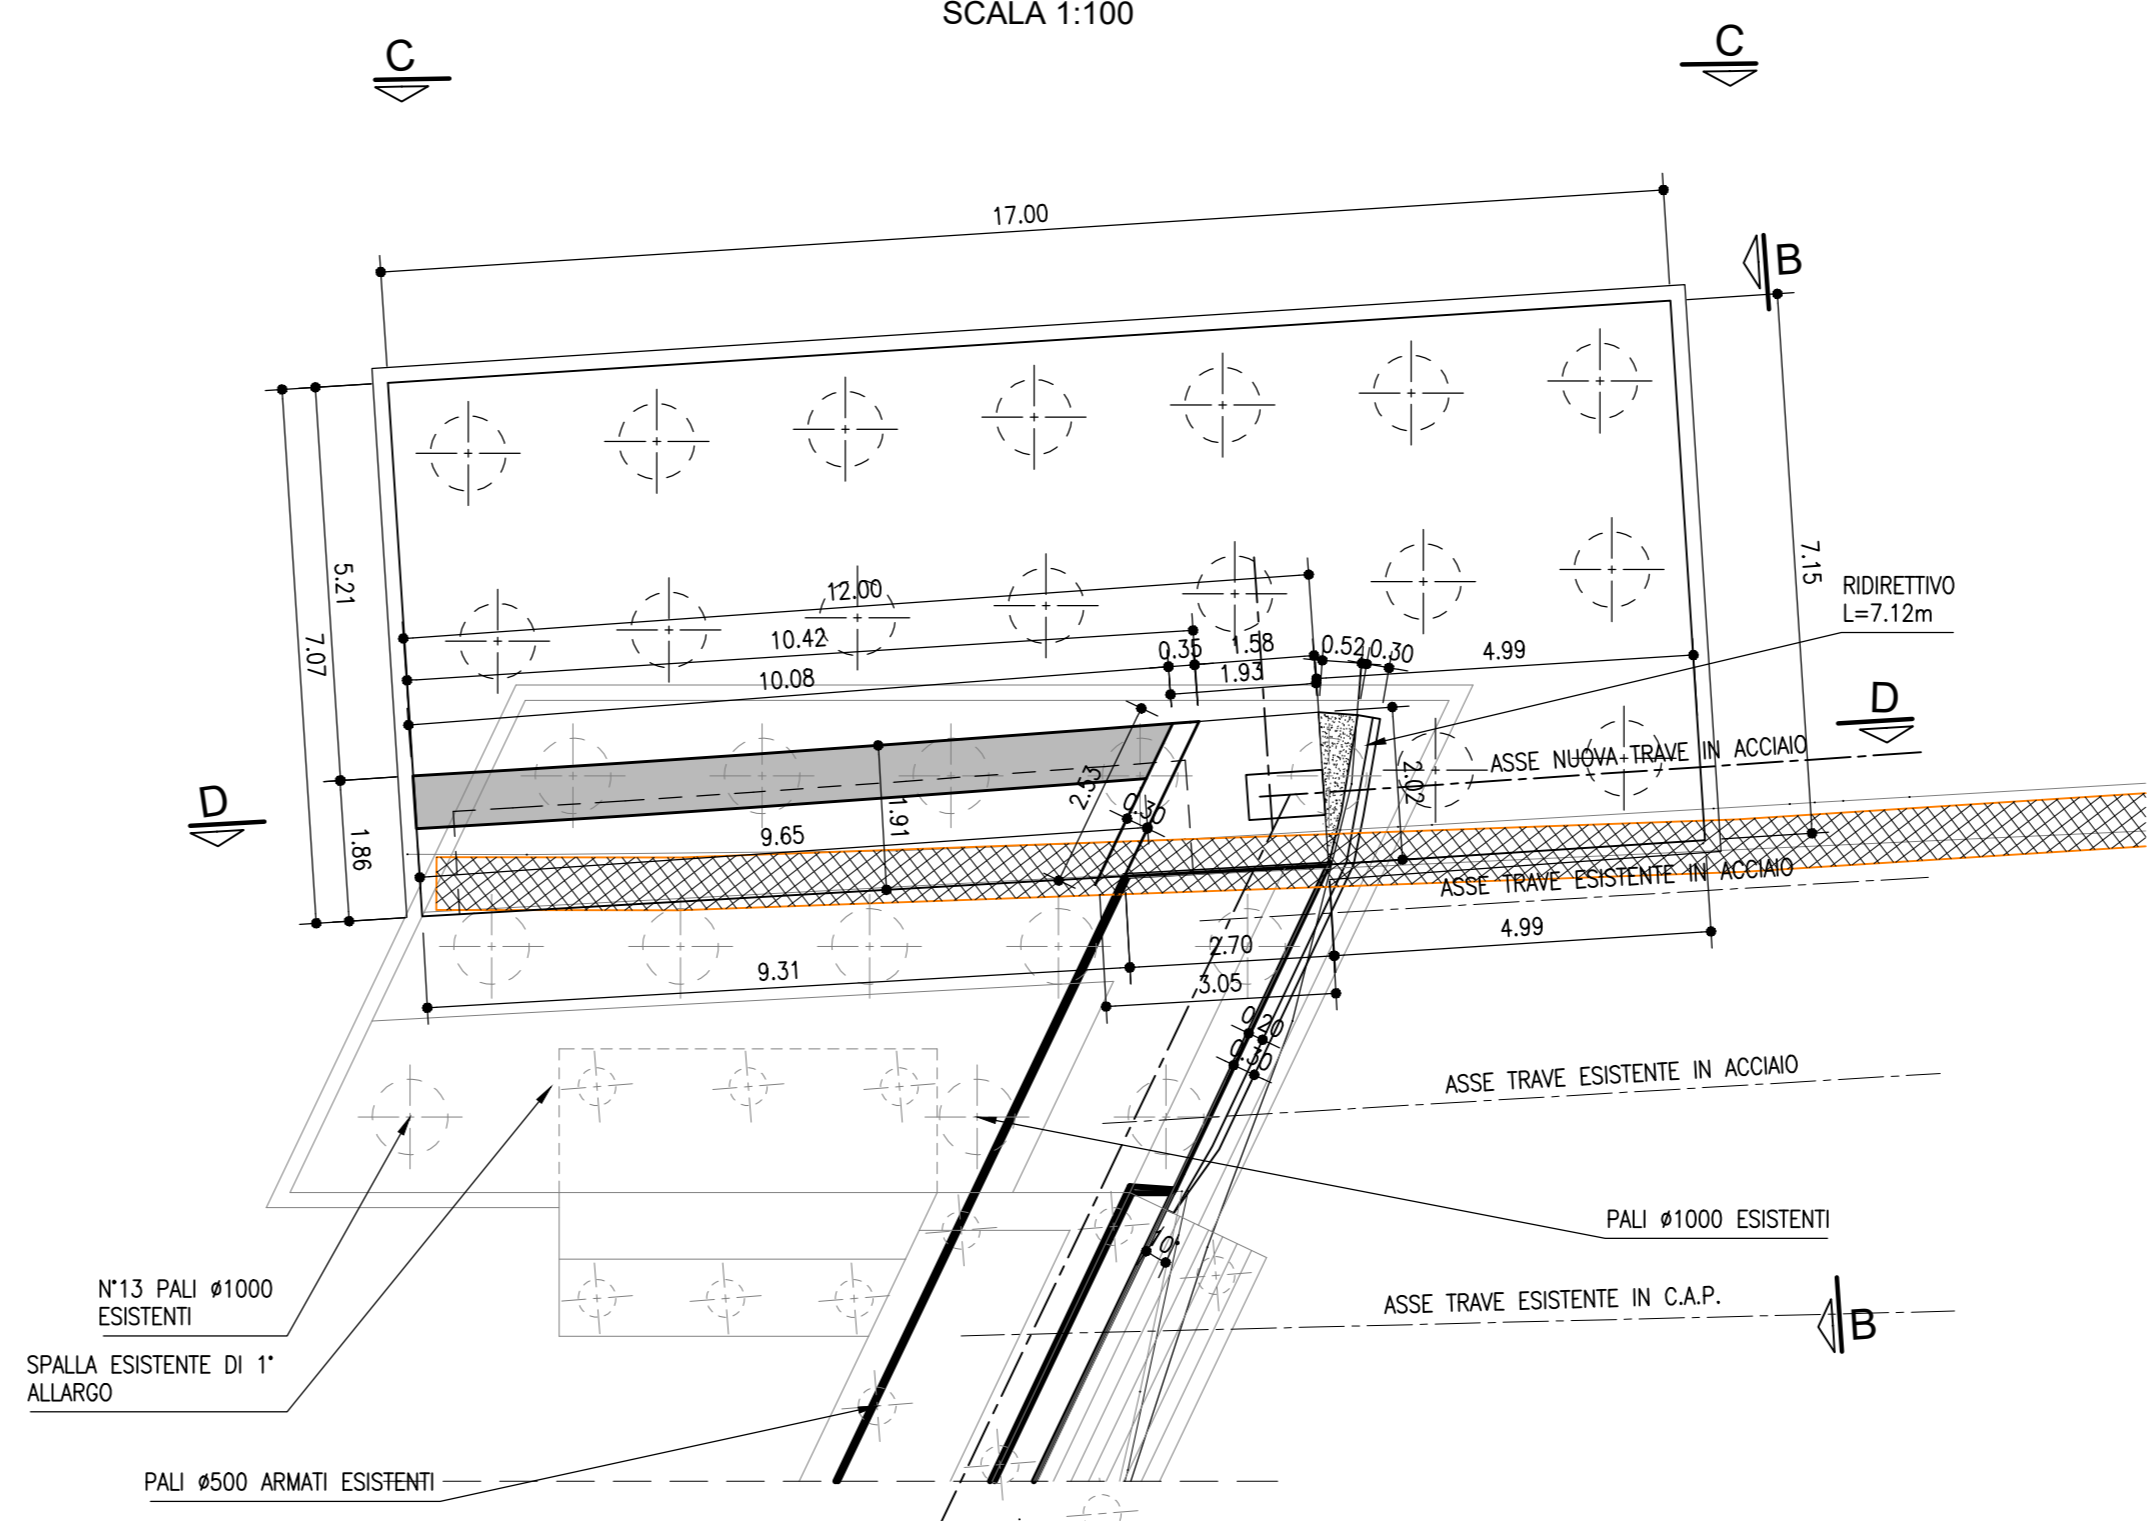 SCALA 1:100
C
C
17.00
B
5.21
7.07
7.15
12.00
RIDIRETTIVO
L=7.12m
10.42
0.35
1.58
0.52
0.30
4.99
10.08
1.93
D
ASSE NUOVA TRAVE IN ACCIAIO
2.53
2.02
D
0.30
1.91
9.65
1.86
ASSE TRAVE ESISTENTE IN ACCIAIO
4.99
2.70
9.31
3.05
0.20
0.30
ASSE TRAVE ESISTENTE IN ACCIAIO
PALI ø1000 ESISTENTI
10°
N°13 PALI ø1000
ESISTENTI
ASSE TRAVE ESISTENTE IN C.A.P.
B
SPALLA ESISTENTE DI 1°
ALLARGO
PALI ø500 ARMATI ESISTENTI